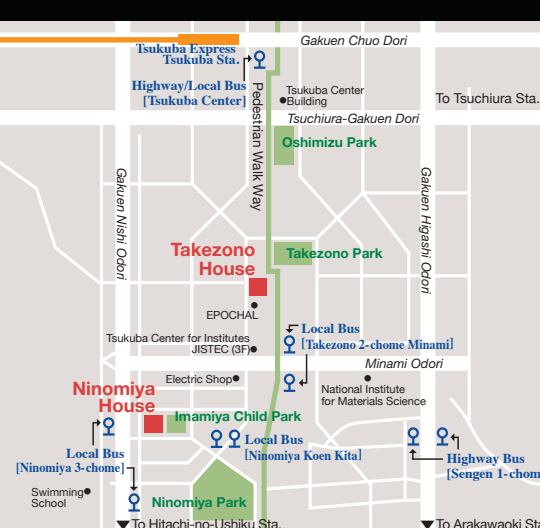 Gakuen Chuo Dori
Tsukuba Express
Tsukuba Sta.
Highway/Local Bus
[Tsukuba Center]
Pedestrian Walk Way
Tsukuba Center
Building
To Tsuchiura Sta.
Tsuchiura-Gakuen Dori
Oshimizu Park
Gakuen Nishi Odori
Gakuen Higashi Odori
Takezono
House
Takezono Park
EPOCHAL
Local Bus
[Takezono 2-chome Minami]
Tsukuba Center for Institutes
JISTEC (3F)
Minami Odori
Electric Shop
National Institute
for Materials Science
Ninomiya
House
Imamiya Child Park
Local Bus
[Ninomiya Koen Kita]
Local Bus
[Ninomiya 3-chome]
Highway Bus
[Sengen 1-chom
Swimming
School
Ninomiya Park
To Hitachi-no-Ushiku Sta.
To Arakawaoki St